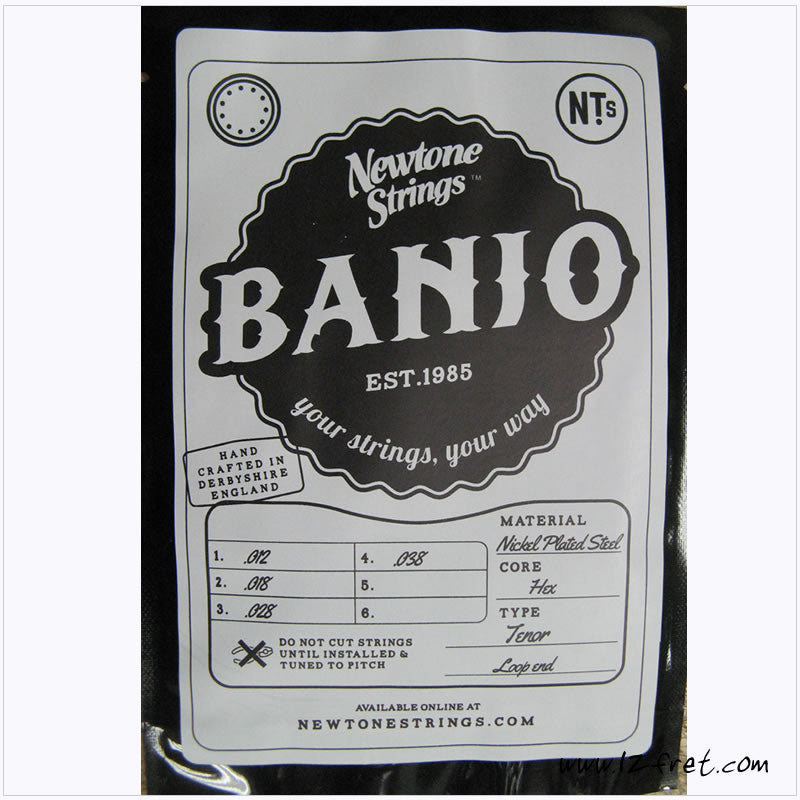 NTs
Newtone
Strings™
BANJO
EST.1985
your strings, your way
HAND
CRAFTED IN
DERBYSHIRE
ENGLAND
1. .012
2. .018
3. .028
4. .038
5.
6.
MATERIAL
Nickel Plated Steel
CORE
Hex
TYPE
Tenor
Loop end
DO NOT CUT STRINGS
UNTIL INSTALLED &
TUNED TO PITCH
AVAILABLE ONLINE AT
NEWTONESTRINGS.COM
www.12fret.com